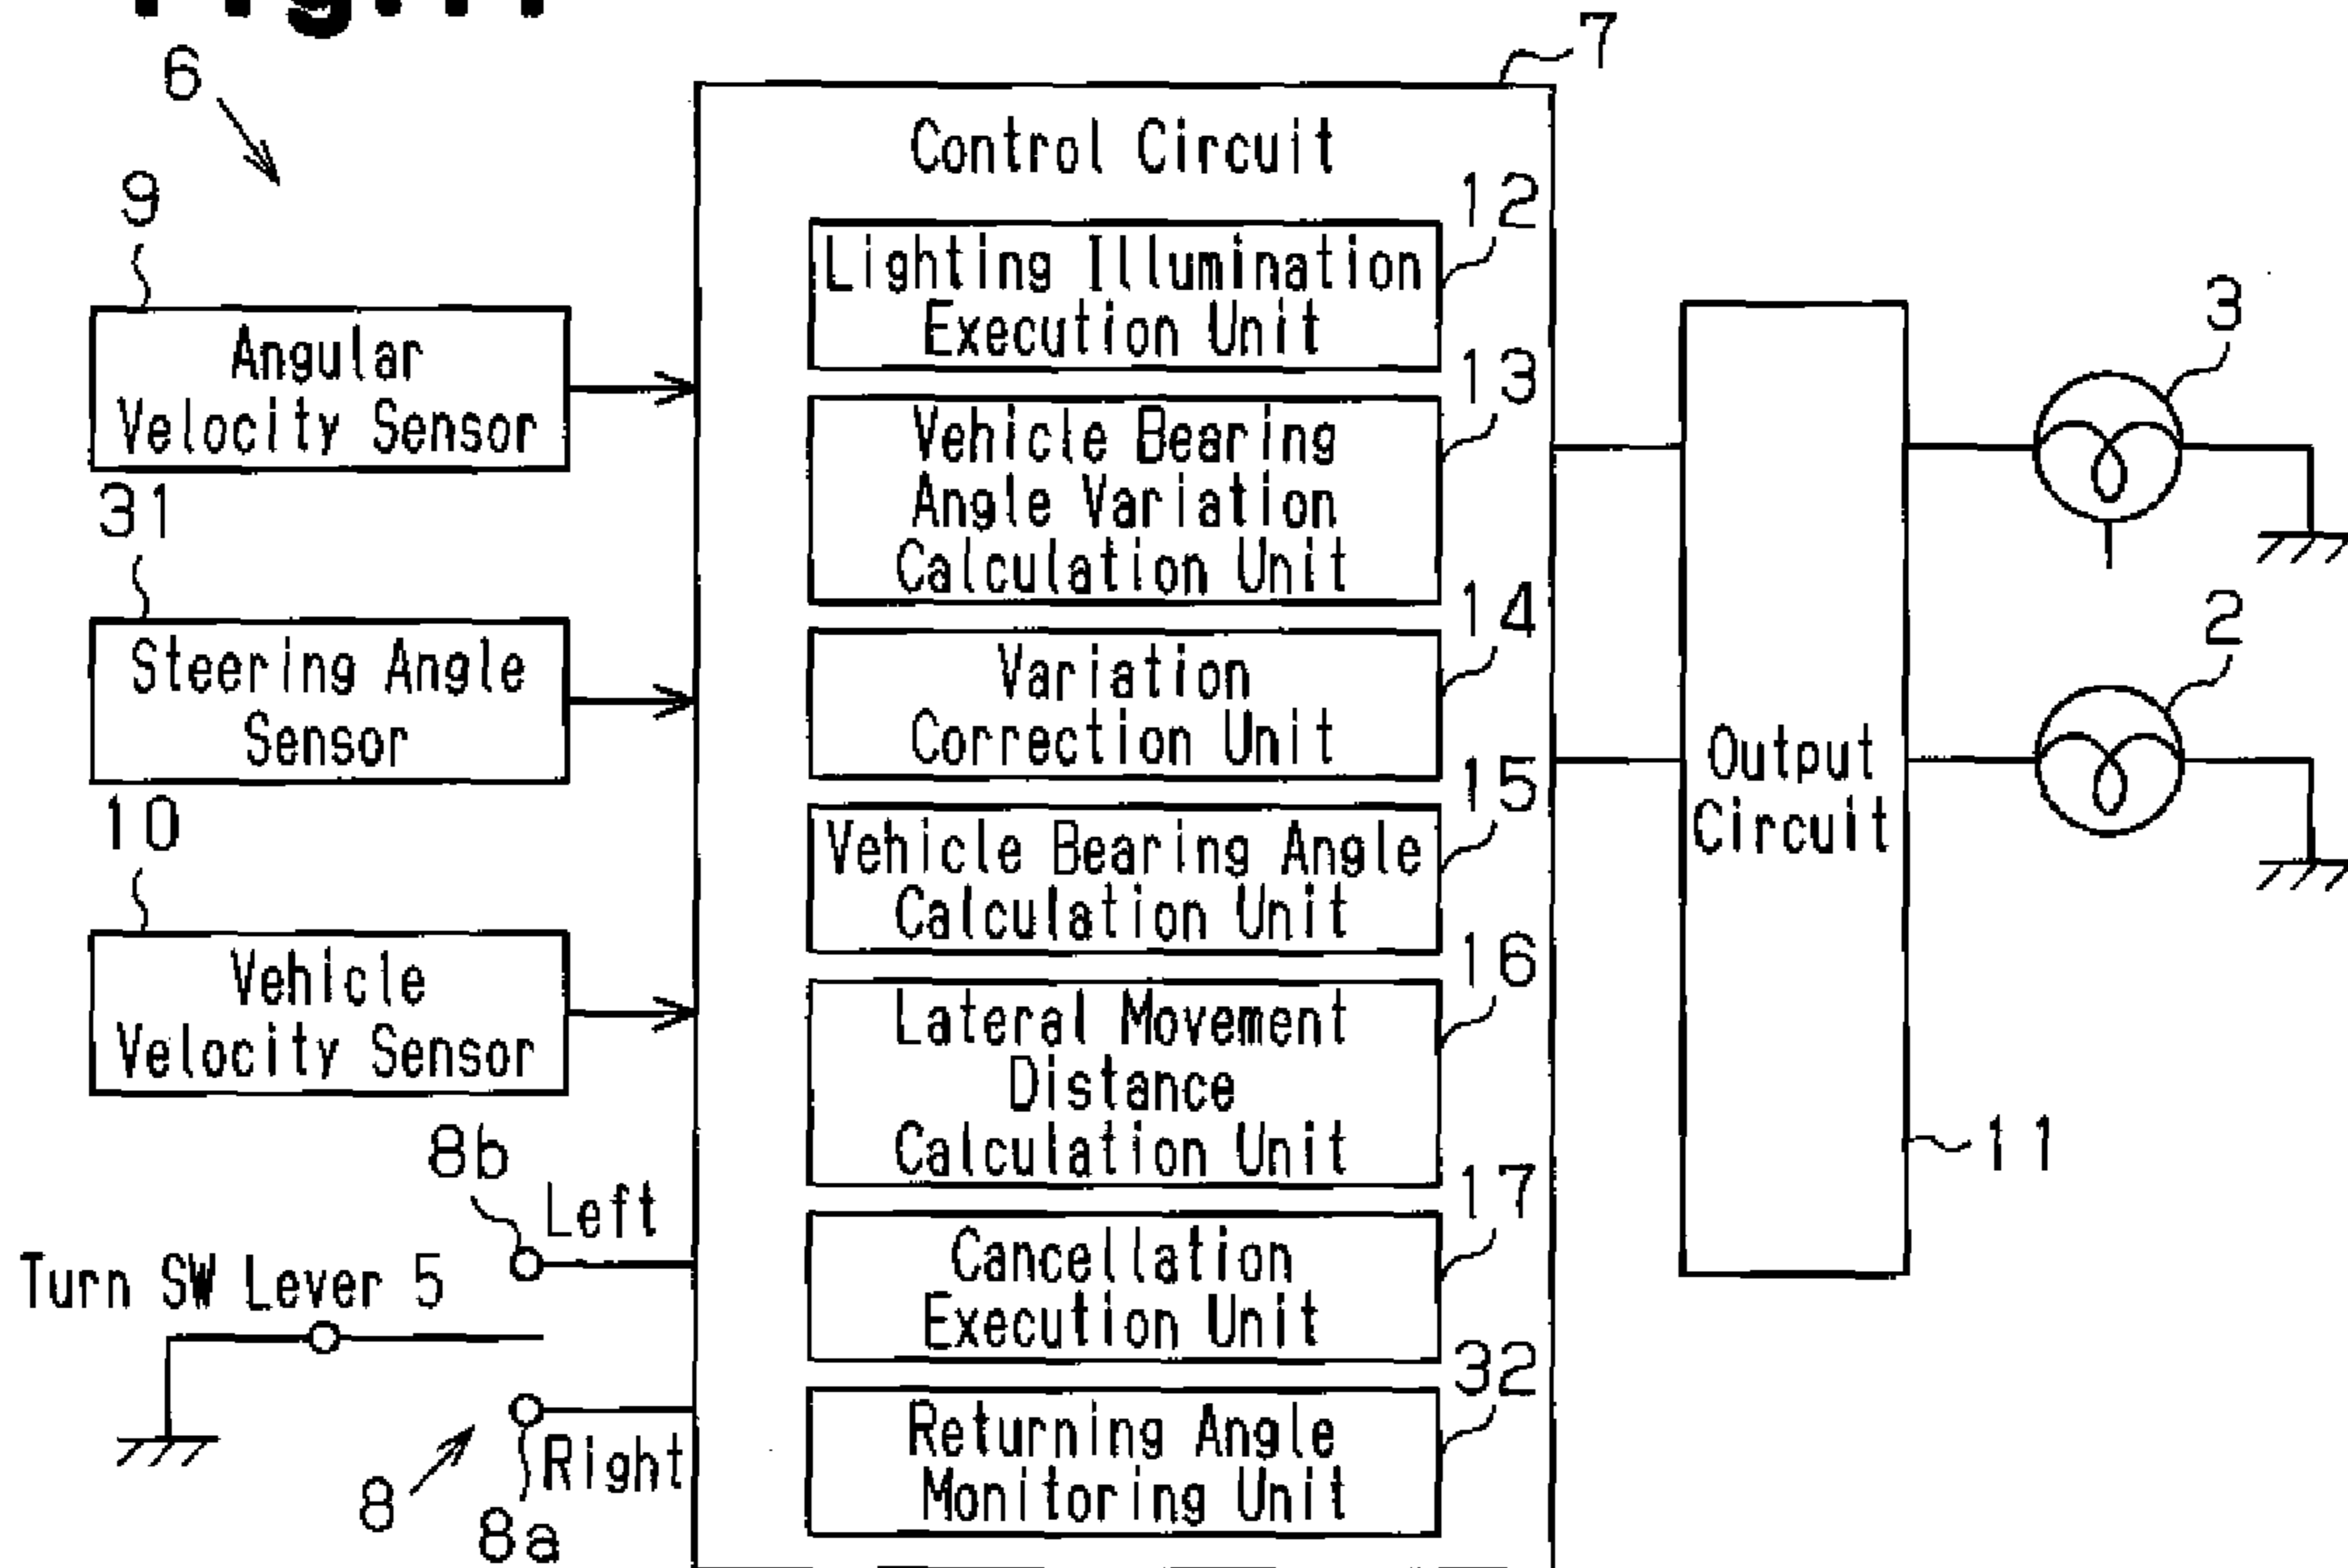 6
7
Control Circuit
12
Lighting Illumination
Execution Unit
9
Angular
Velocity Sensor
13
Vehicle Bearing
Angle Variation
Calculation Unit
3
31
Steering Angle
Sensor
14
Variation
Correction Unit
2
Output
Circuit
11
15
Vehicle Bearing Angle
Calculation Unit
10
Vehicle
Velocity Sensor
16
Lateral Movement
Distance
Calculation Unit
8b
Left
Turn SW Lever 5
17
Cancellation
Execution Unit
8
8a
Right
32
Returning Angle
Monitoring Unit